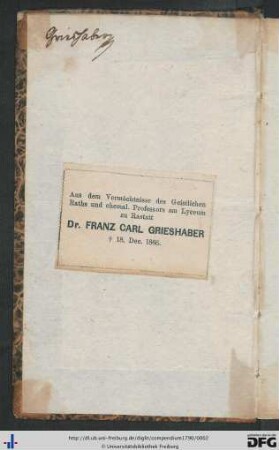 Grieshaber
Aus dem Vermächtnisse des Geistlichen
Raths und ehemal. Professors am Lyceum
zu Rastatt
Dr. FRANZ CARL GRIESHABER
† 18. Dec. 1866.
http://dl.ub.uni-freiburg.de/diglit/compendium1790/0002
© Universitätsbibliothek Freiburg
DFG